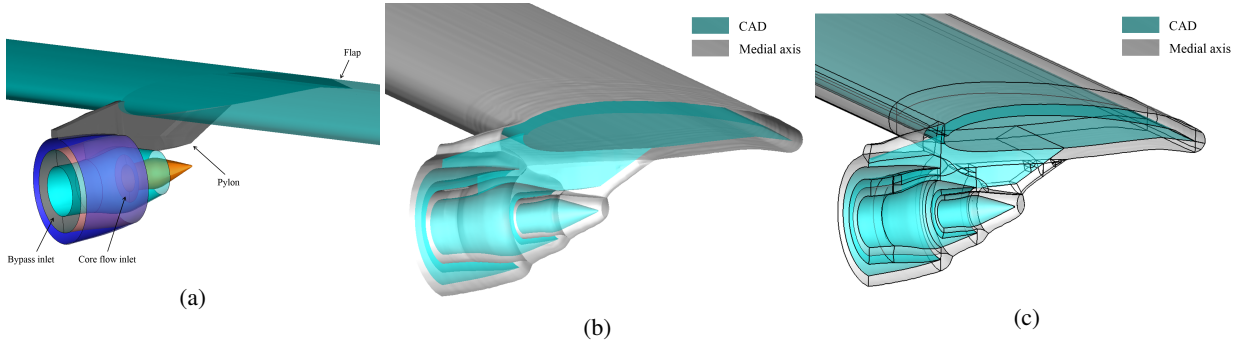 Flap
Pylon
Bypass inlet
Core flow inlet
(a)
CAD
Medial axis
(b)
CAD
Medial axis
(c)